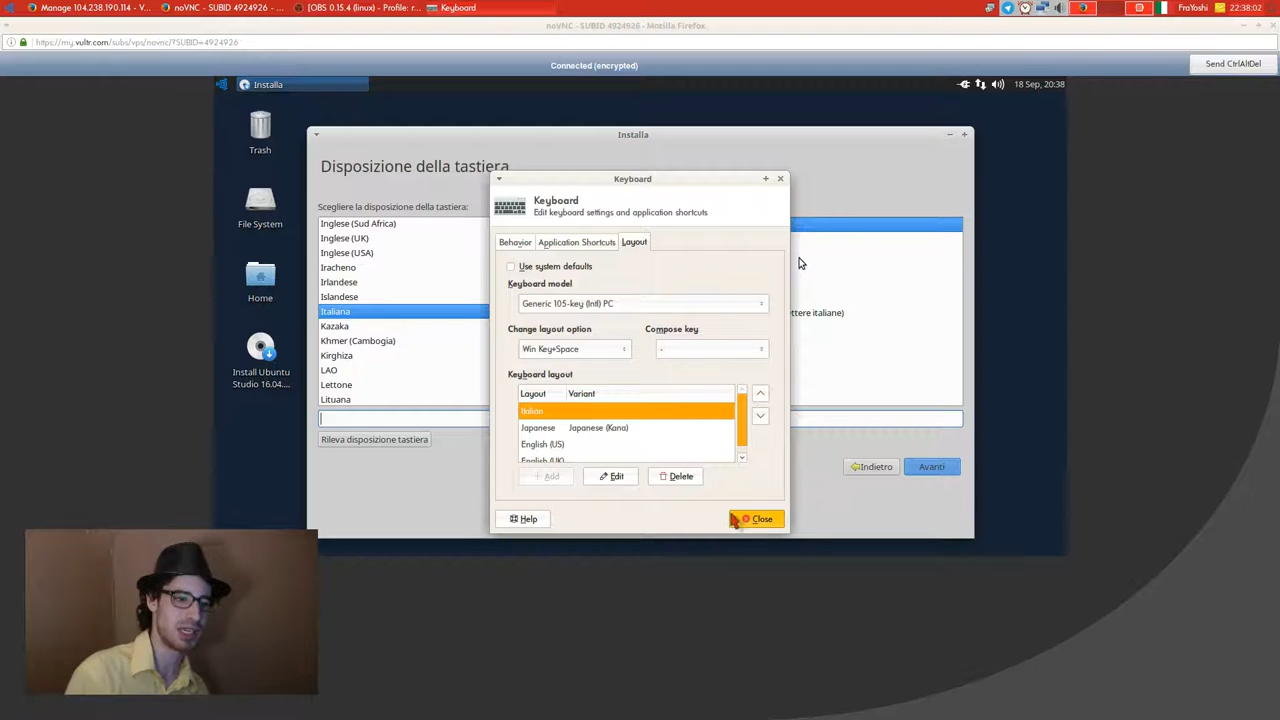 Manage 104.238.190.114 - V...
noVNC - SUBID 4924926 - ...
[OBS 0.15.4 (linux) - Profile: r...
Keyboard
FraYoshi
22:38:02
noVNC - SUBID 4924926 - Mozilla Firefox
https://my.vultr.com/subs/vps/novnc/?SUBID=4924926
Connected (encrypted)
Send CtrlAltDel
Installa
18 Sep, 20:38
Trash
File System
Home
Install Ubuntu
Studio 16.04....
Installa
Disposizione della tastiera
Scegliere la disposizione della tastiera:
Inglese (Sud Africa)
Inglese (UK)
Inglese (USA)
Iracheno
Irlandese
Islandese
Italiana
Kazaka
Khmer (Cambogia)
Kirghiza
LAO
Lettone
Lituana
ttere italiane)
Rileva disposizione tastiera
Indietro
Avanti
Keyboard
Keyboard
Edit keyboard settings and application shortcuts
Behavior
Application Shortcuts
Layout
Use system defaults
Keyboard model
Generic 105-key (Intl) PC
Change layout option
Compose key
Win Key+Space
-
Keyboard layout
Layout Variant
Italian
Japanese Japanese (Kana)
English (US)
English (UK)
Add
Edit
Delete
Help
Close